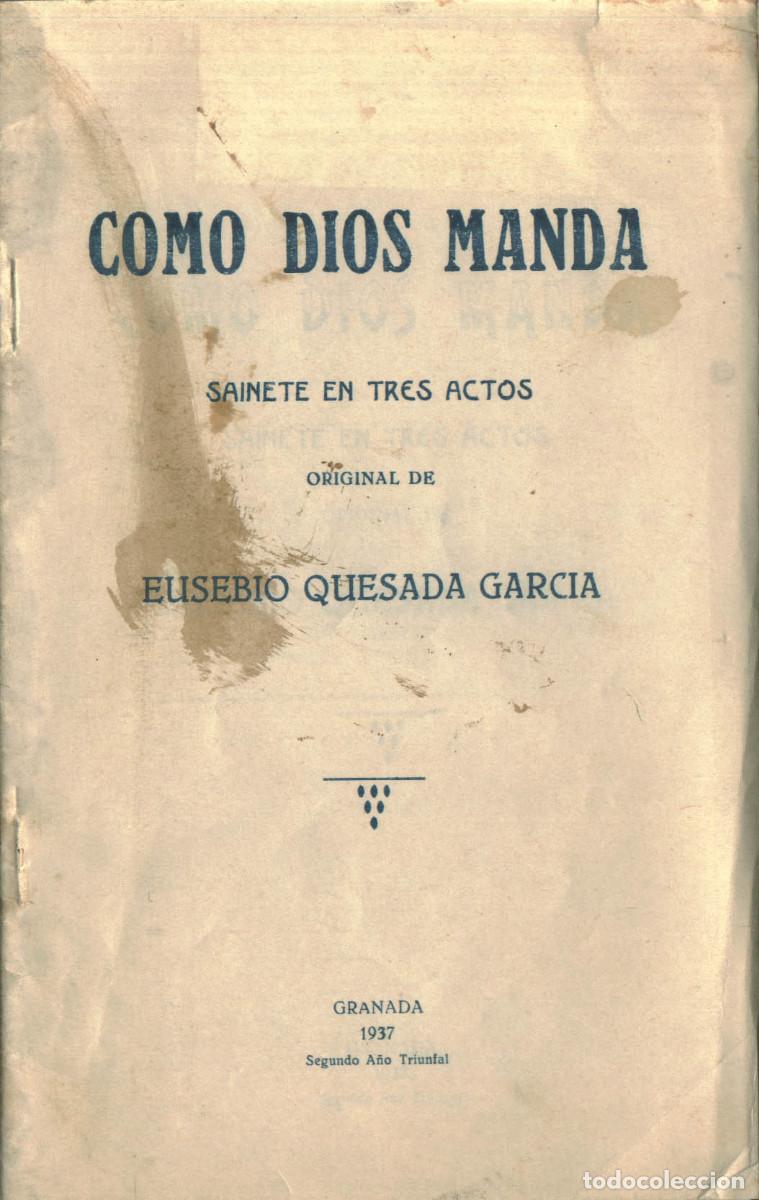 COMO DIOS MANDA
SAINETE EN TRES ACTOS
ORIGINAL DE
EUSEBIO QUESADA GARCIA
GRANADA
1937
Segundo Año Triunfal
todocoleccion